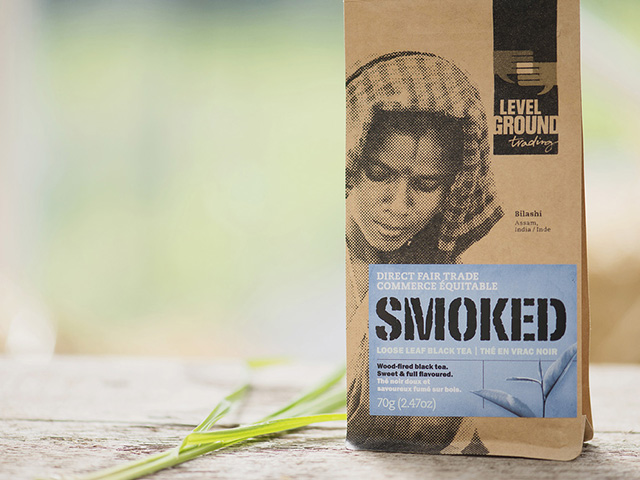 LEVEL
GROUND
trading
Bilashi
Assam,
India / Inde
DIRECT FAIR TRADE
COMMERCE ÉQUITABLE
SMOKED
LOOSE LEAF BLACK TEA | THÉ EN VRAC NOIR
Wood-fired black tea.
Sweet & full flavoured.
Thé noir doux et
savoureux fumé sur bois.
70g (2.47oz)